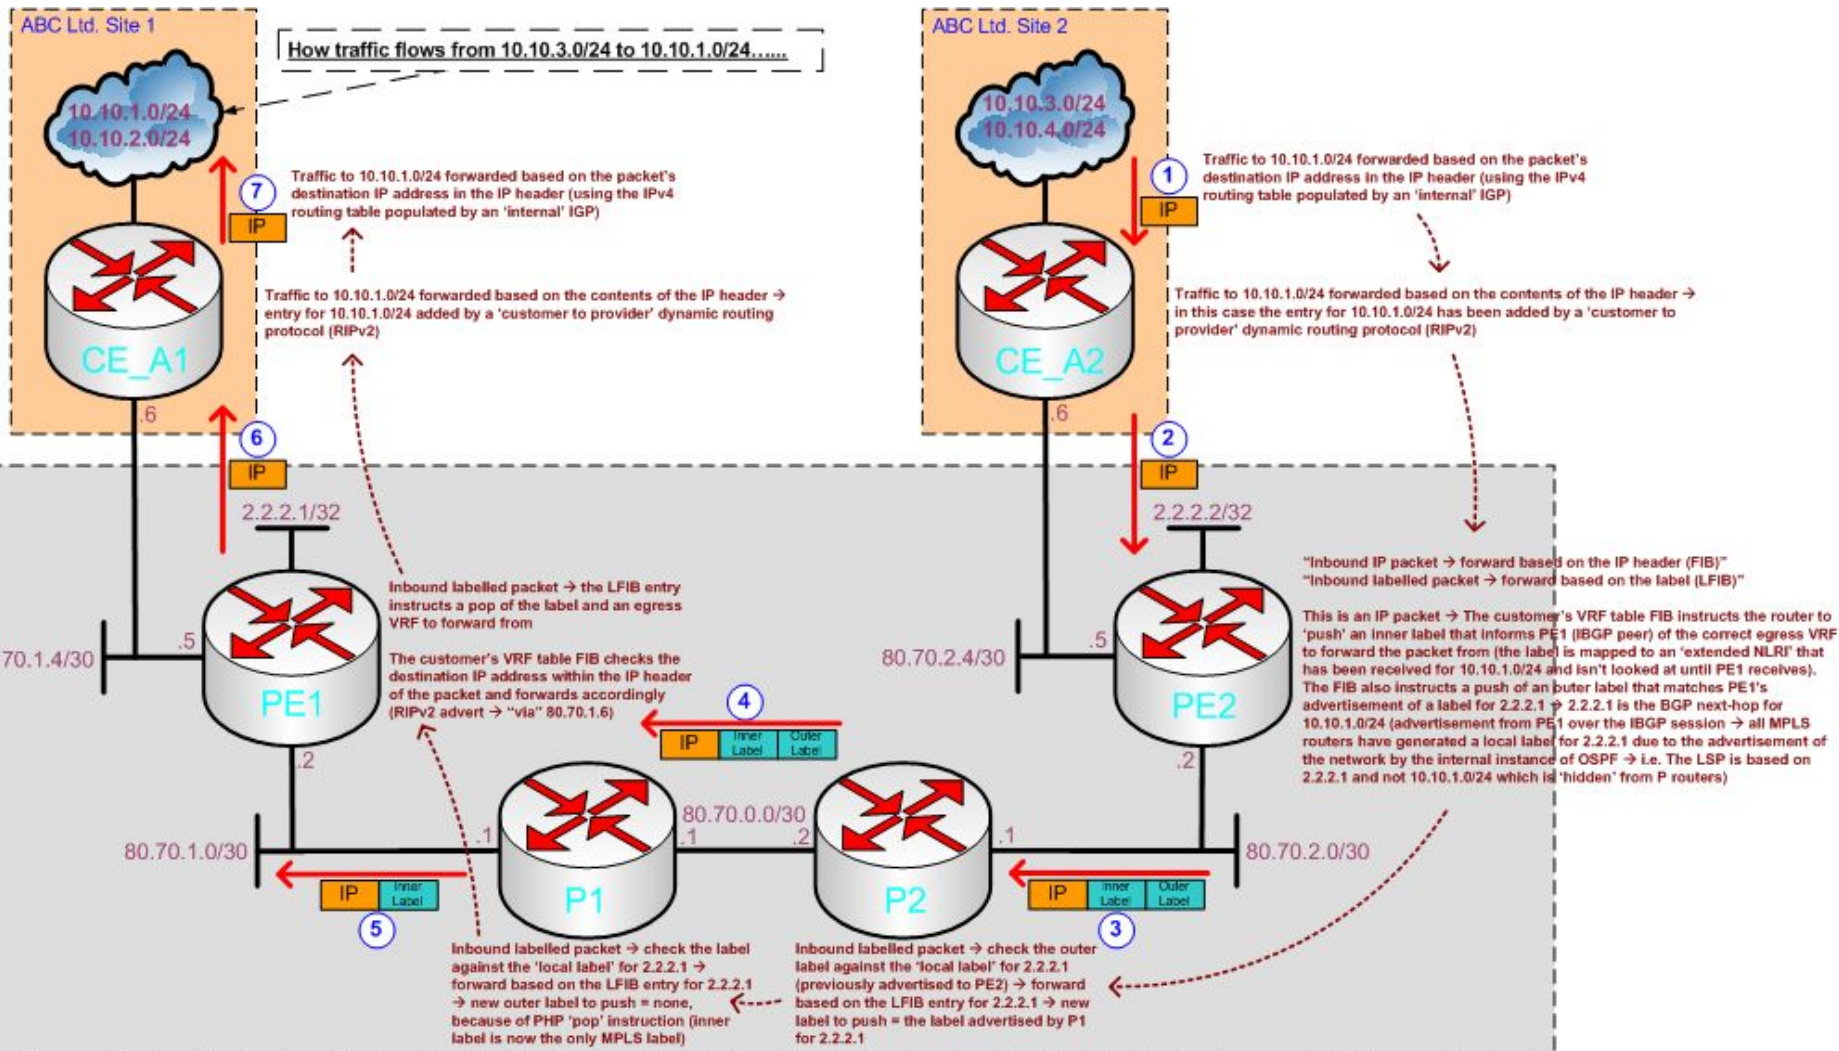 ABC Ltd. Site 1
How traffic flows from 10.10.3.0/24 to 10.10.1.0/24......
ABC Ltd. Site 2
10.10.1.0/24
10.10.2.0/24
10.10.3.0/24
10.10.4.0/24
7
IP
Traffic to 10.10.1.0/24 forwarded based on the packet's
destination IP address in the IP header (using the IPv4
routing table populated by an 'internal' IGP)
1
IP
Traffic to 10.10.1.0/24 forwarded based on the packet's
destination IP address in the IP header (using the IPv4
routing table populated by an 'internal' IGP)
CE_A1
.6
Traffic to 10.10.1.0/24 forwarded based on the contents of the IP header →
entry for 10.10.1.0/24 added by a 'customer to provider' dynamic routing
protocol (RIPv2)
CE_A2
.6
Traffic to 10.10.1.0/24 forwarded based on the contents of the IP header →
in this case the entry for 10.10.1.0/24 has been added by a 'customer to
provider' dynamic routing protocol (RIPv2)
6
IP
2
IP
2.2.2.1/32
2.2.2.2/32
70.1.4/30
.5
PE1
.2
Inbound labelled packet → the LFIB entry
instructs a pop of the label and an egress
VRF to forward from
The customer's VRF table FIB checks the
destination IP address within the IP header
of the packet and forwards accordingly
(RIPv2 advert → "via" 80.70.1.6)
80.70.2.4/30
.5
PE2
.2
"Inbound IP packet → forward based on the IP header (FIB)"
"Inbound labelled packet → forward based on the label (LFIB)"
This is an IP packet → The customer's VRF table FIB instructs the router to
'push' an inner label that informs PE1 (IBGP peer) of the correct egress VRF
to forward the packet from (the label is mapped to an 'extended NLRI' that
has been received for 10.10.1.0/24 and isn't looked at until PE1 receives).
The FIB also instructs a push of an outer label that matches PE1's
advertisement of a label for 2.2.2.1 → 2.2.2.1 is the BGP next-hop for
10.10.1.0/24 (advertisement from PE1 over the IBGP session → all MPLS
routers have generated a local label for 2.2.2.1 due to the advertisement of
the network by the internal instance of OSPF → i.e. The LSP is based on
2.2.2.1 and not 10.10.1.0/24 which is 'hidden' from P routers)
4
IP
Inner
Label
Outer
Label
80.70.1.0/30
.1
P1
80.70.0.0/30
.1
.2
P2
.1
80.70.2.0/30
IP
Inner
Label
5
IP
Inner
Label
Outer
Label
3
Inbound labelled packet → check the label
against the 'local label' for 2.2.2.1 →
forward based on the LFIB entry for 2.2.2.1
→ new outer label to push = none,
because of PHP 'pop' instruction (inner
label is now the only MPLS label)
Inbound labelled packet → check the outer
label against the 'local label' for 2.2.2.1
(previously advertised to PE2) → forward
based on the LFIB entry for 2.2.2.1 → new
label to push = the label advertised by P1
for 2.2.2.1